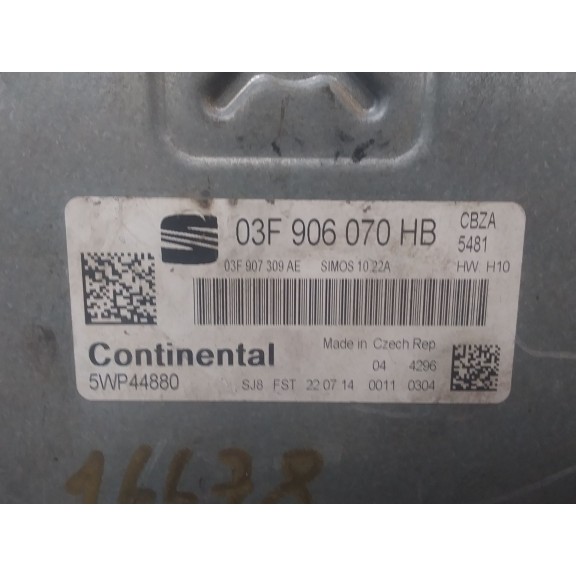 03F 906 070 HB
CBZA
5481
03F 907 309 AE SIMOS 10.22A HW H10
Continental
Made in Czech Rep
04 4296
5WP44880
SJ8 FST 22 07 14 0011 0304
16678